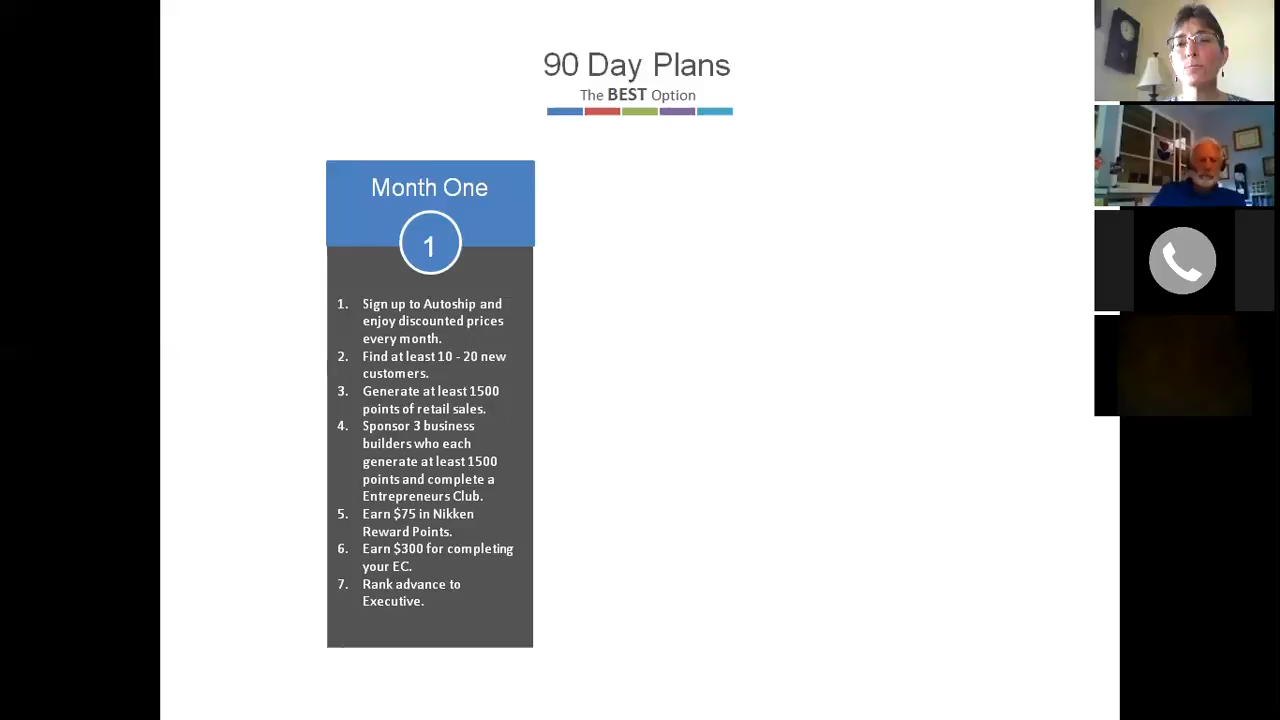 90 Day Plans
The BEST Option
Month One
1
1. Sign up to Autoship and
enjoy discounted prices
every month.
2. Find at least 10 - 20 new
customers.
3. Generate at least 1500
points of retail sales.
4. Sponsor 3 business
builders who each
generate at least 1500
points and complete a
Entrepreneurs Club.
5. Earn $75 in Nikken
Reward Points.
6. Earn $300 for completing
your EC.
7. Rank advance to
Executive.